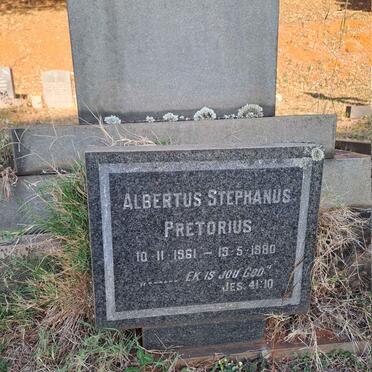 ALBERTUS STEPHANUS
PRETORIUS
10-11-1961 – 19-5-1980
"...... EK IS JOU GOD"
JES. 41:10